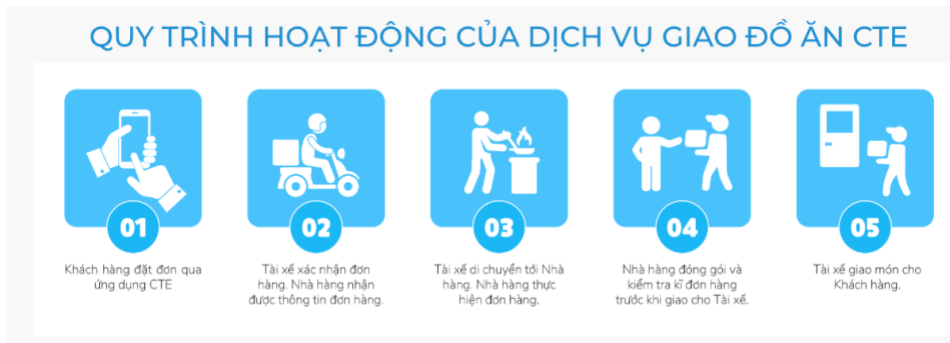 QUY TRÌNH HOẠT ĐỘNG CỦA DỊCH VỤ GIAO ĐỒ ĂN CTE
01
Khách hàng đặt đơn qua
ứng dụng CTE
02
Tài xế xác nhận đơn
hàng. Nhà hàng nhận
được thông tin đơn hàng.
03
Tài xế di chuyển tới Nhà
hàng. Nhà hàng thực
hiện đơn hàng.
04
Nhà hàng đóng gói và
kiểm tra kĩ đơn hàng
trước khi giao cho Tài xế.
05
Tài xế giao món cho
Khách hàng.